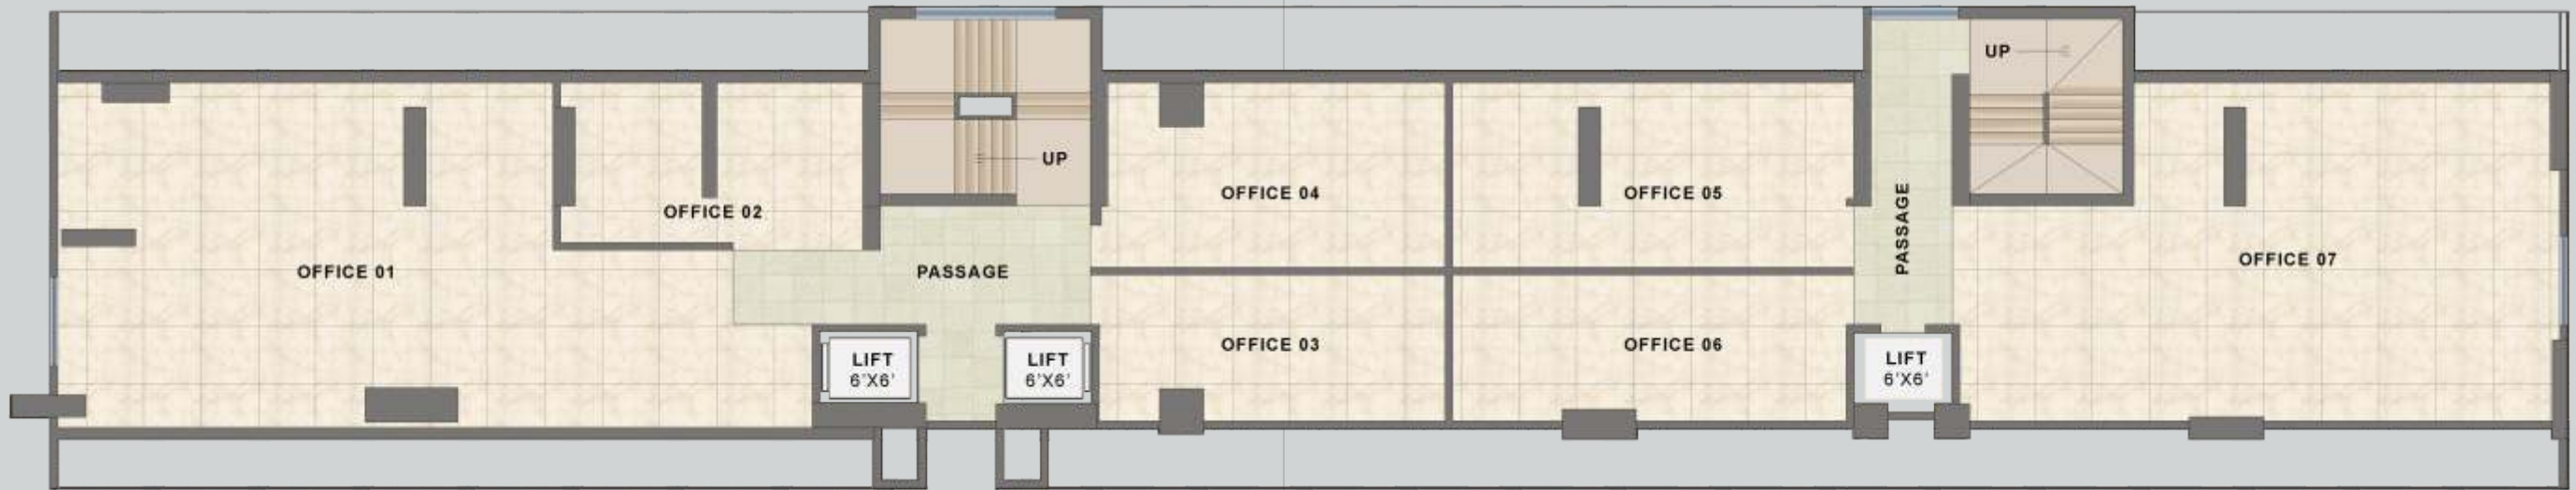 UP
UP
OFFICE 04
OFFICE 05
PASSAGE
OFFICE 02
OFFICE 01
PASSAGE
OFFICE 07
OFFICE 03
OFFICE 06
LIFT
6'X6'
LIFT
6'X6'
LIFT
6'X6'